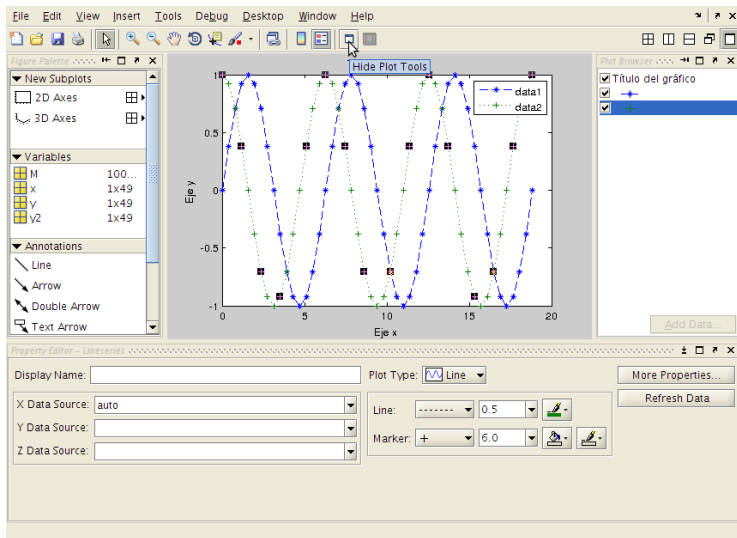 File Edit View Insert Tools Debug Desktop Window Help
Hide Plot Tools
Figure Palette
New Subplots
2D Axes
3D Axes
Variables
M 100...
x 1x49
y 1x49
y2 1x49
Annotations
Line
Arrow
Double Arrow
Text Arrow
1
0.5
0
-0.5
-1
Eje y
0 5 10 15 20
Eje x
data1
data2
Plot Browser
Título del gráfico
Add Data...
Property Editor - Lineseries
Display Name:
Plot Type: Line
More Properties...
Refresh Data
X Data Source: auto
Y Data Source:
Z Data Source:
Line: 0.5
Marker: + 6.0